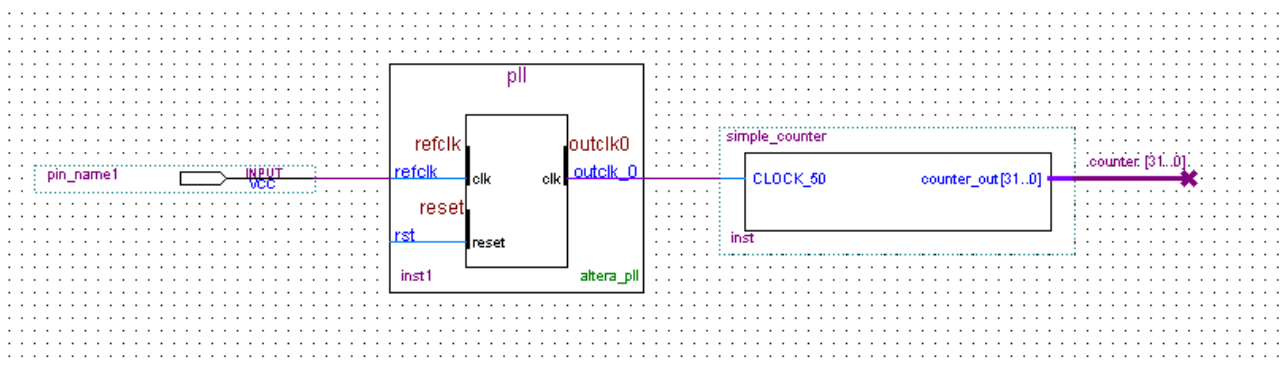 pll
simple_counter
refclk
outclk0
counter [31..0]
pin_name1
INPUT
VCC
refclk
clk
clk
outclk_0
CLOCK_50
counter_out[31..0]
reset
rst
reset
inst
inst1
altera_pll